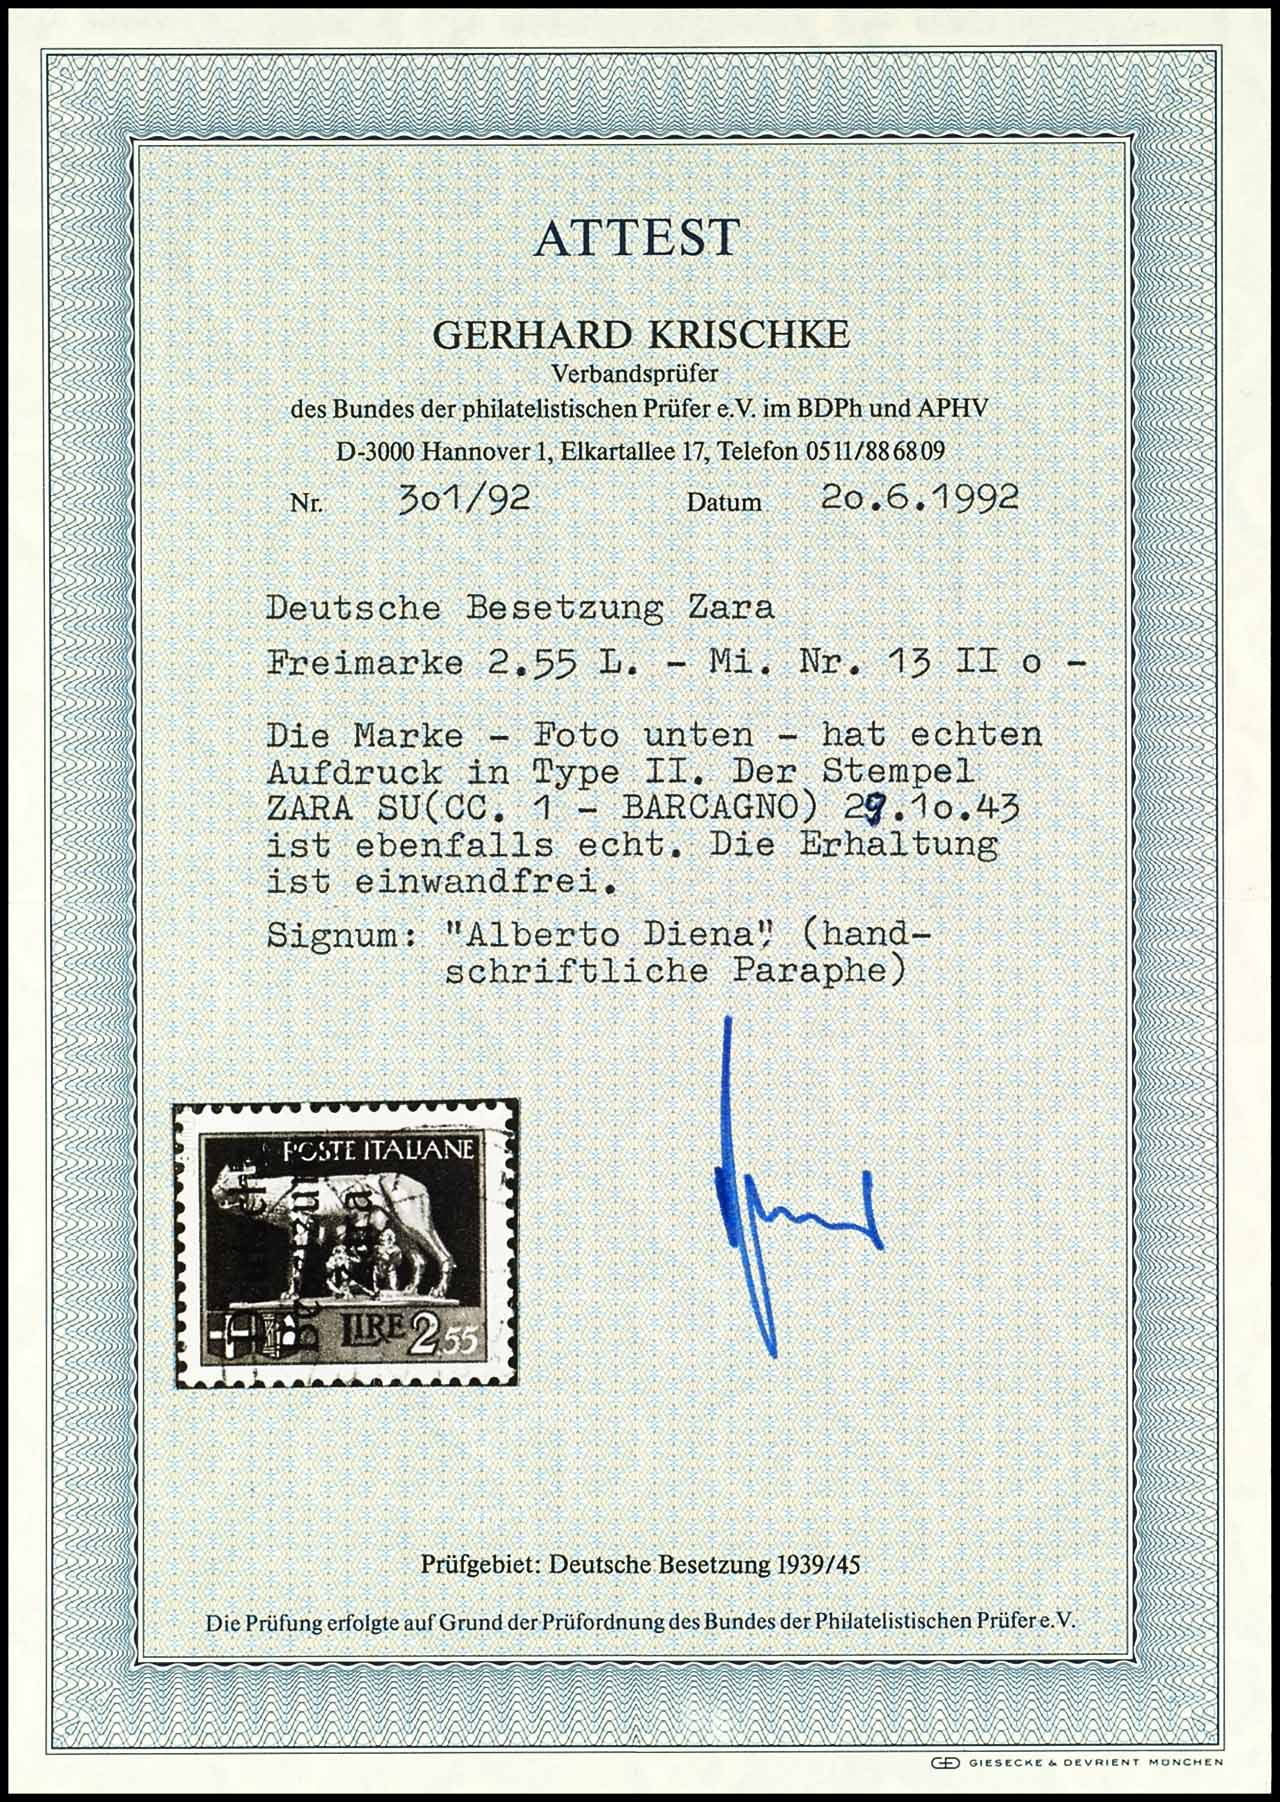 ATTEST
GERHARD KRISCHKE
Verbandsprüfer
des Bundes der philatelistischen Prüfer e.V. im BDPh und APHV
D-3000 Hannover 1, Elkartallee 17, Telefon 0511/886809
Nr. 301/92 Datum 20.6.1992
Deutsche Besetzung Zara
Freimarke 2.55 L. - Mi. Nr. 13 II o -
Die Marke - Foto unten - hat echten
Aufdruck in Type II. Der Stempel
ZARA SU(CC. 1 - BARCAGNO) 29.10.43
ist ebenfalls echt. Die Erhaltung
ist einwandfrei.
Signum: "Alberto Diena", (hand-
schriftliche Paraphe)
POSTE ITALIANE
LIRE 2.55
Prüfgebiet: Deutsche Besetzung 1939/45
Die Prüfung erfolgte auf Grund der Prüfordnung des Bundes der Philatelistischen Prüfer e.V.
GIESECKE & DEVRIENT MÜNCHEN